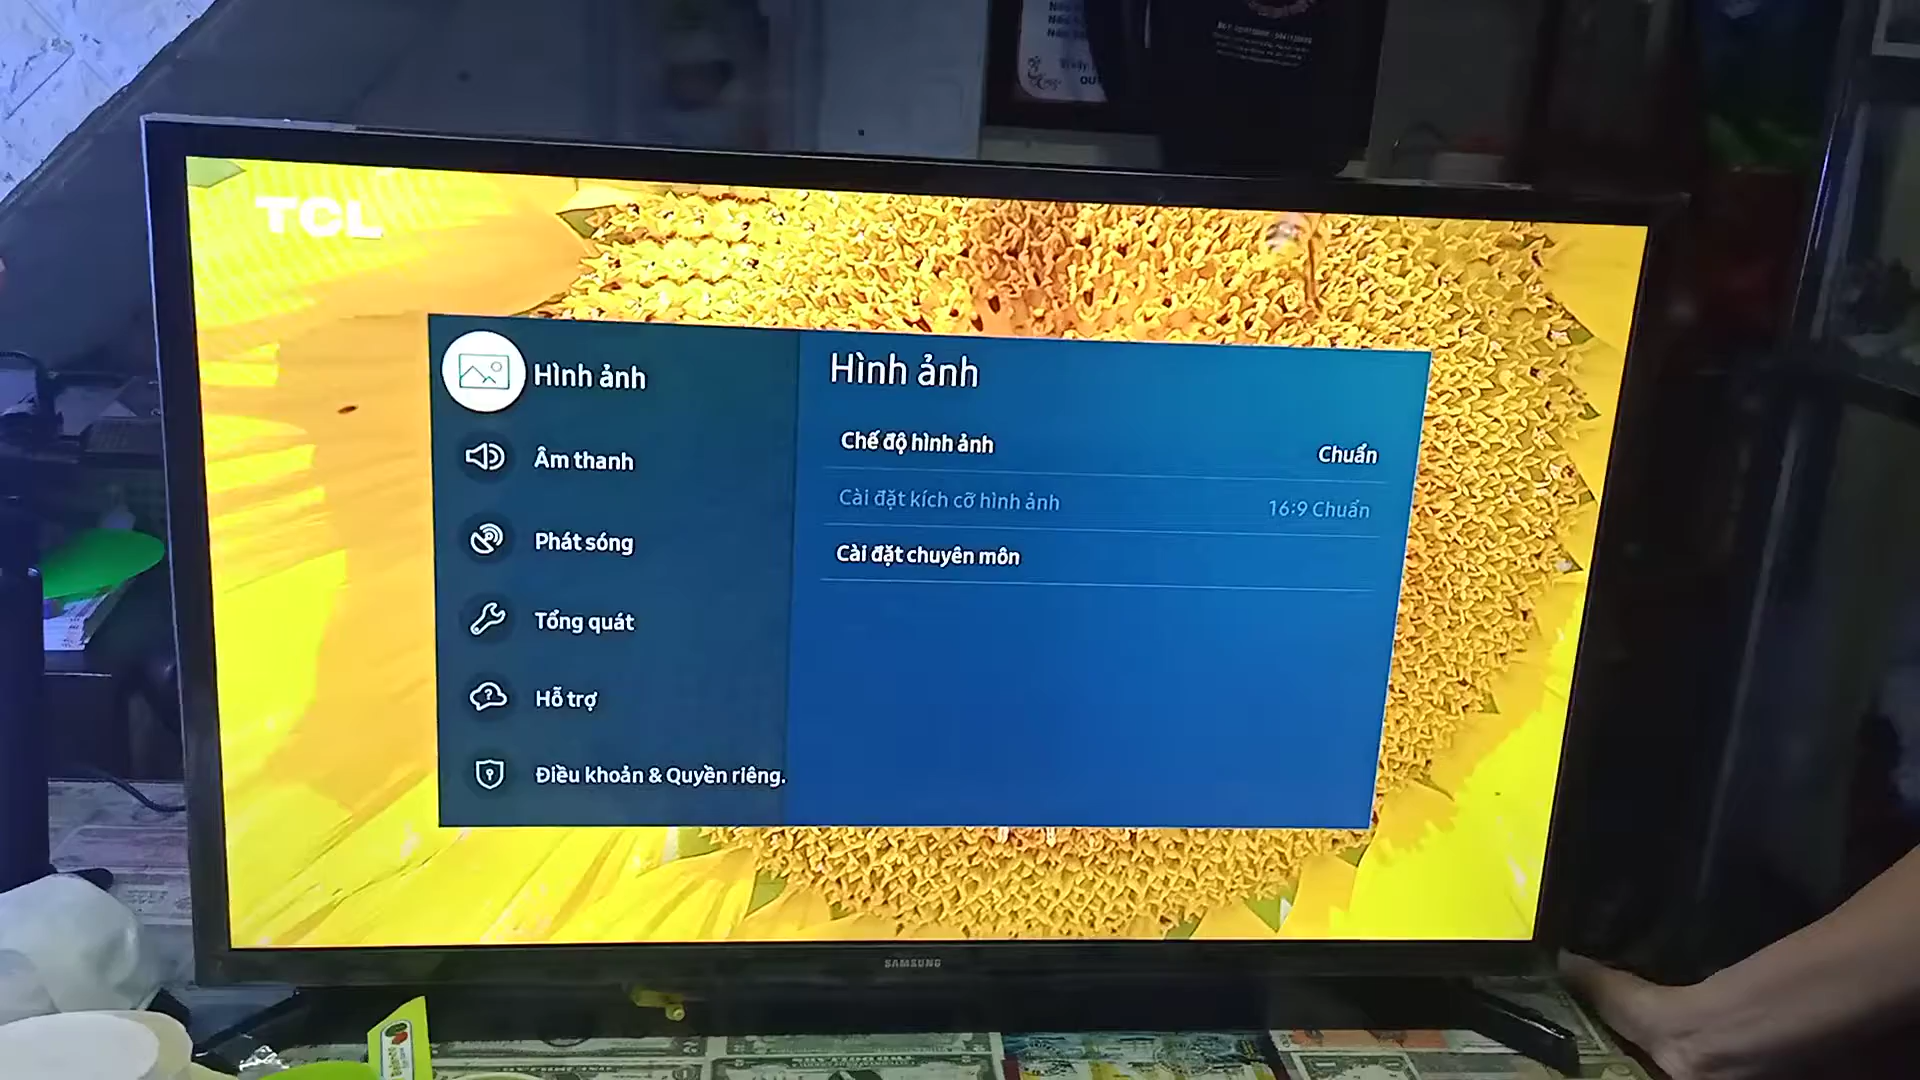 TCL
Hình ảnh
Âm thanh
Phát sóng
Tổng quát
Hỗ trợ
Điều khoản & Quyền riêng.
Hình ảnh
Chế độ hình ảnh Chuẩn
Cài đặt kích cỡ hình ảnh 16:9 Chuẩn
Cài đặt chuyên môn
SAMSUNG